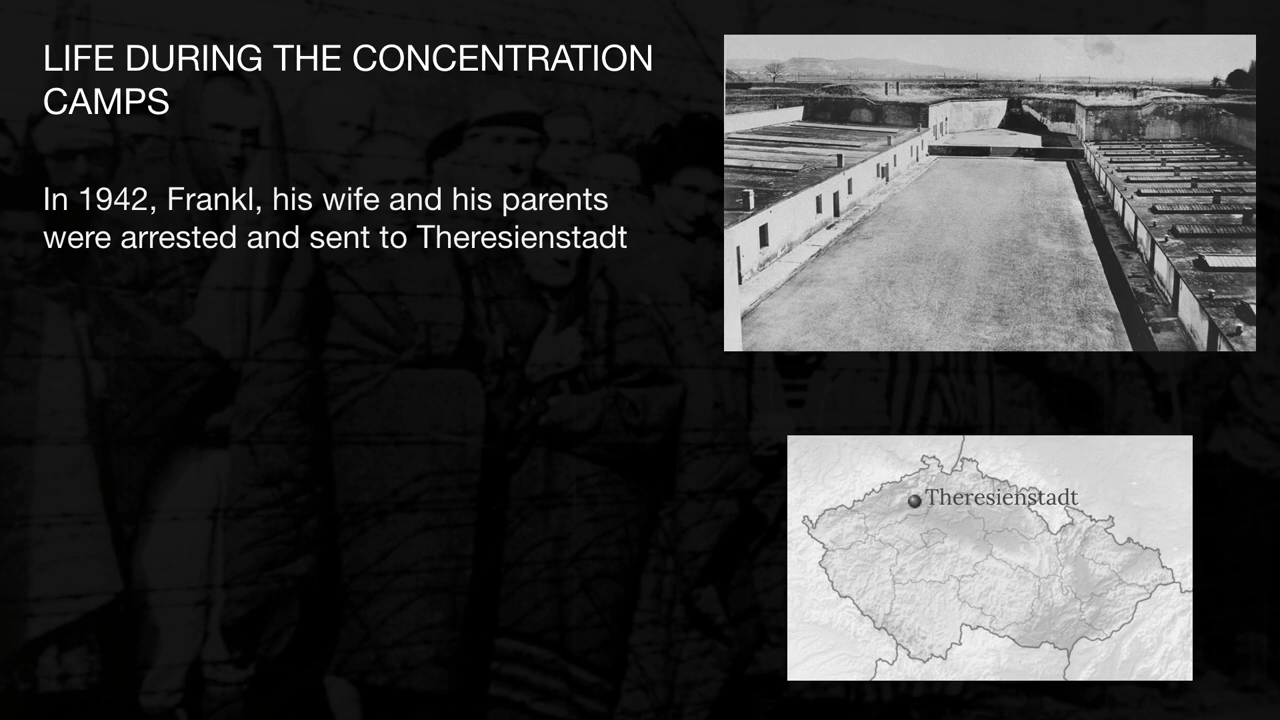 LIFE DURING THE CONCENTRATION
CAMPS
In 1942, Frankl, his wife and his parents
were arrested and sent to Theresienstadt
Theresienstadt